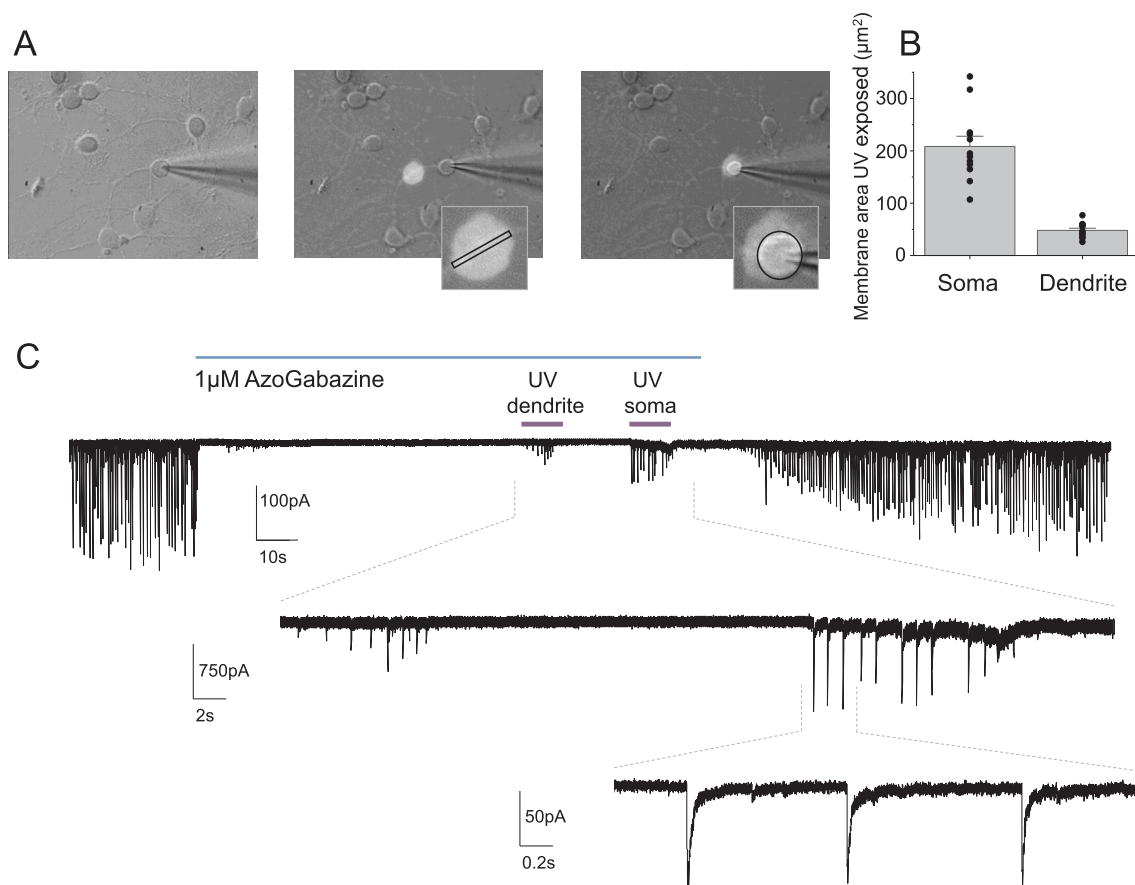 A
B
Membrane area UV exposed (μm²)
300
200
100
0
Soma
Dendrite
C
1μM AzoGabazine
UV
dendrite
UV
soma
100pA
10s
750pA
2s
50pA
0.2s